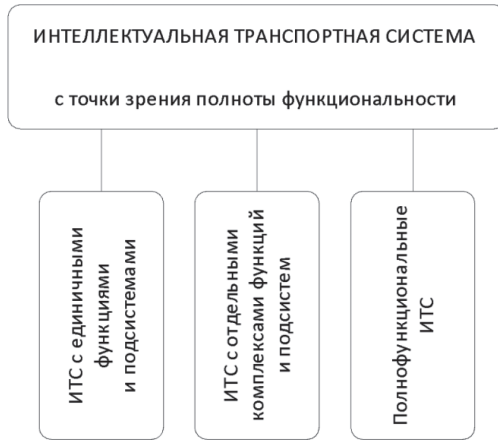 ИНТЕЛЛЕКТУАЛЬНАЯ ТРАНСПОРТНАЯ СИСТЕМА
с точки зрения полноты функциональности
ИТС с единичными
функциями
и подсистемами
ИТС с отдельными
комплексами функций
и подсистем
Полнофункциональные
ИТС